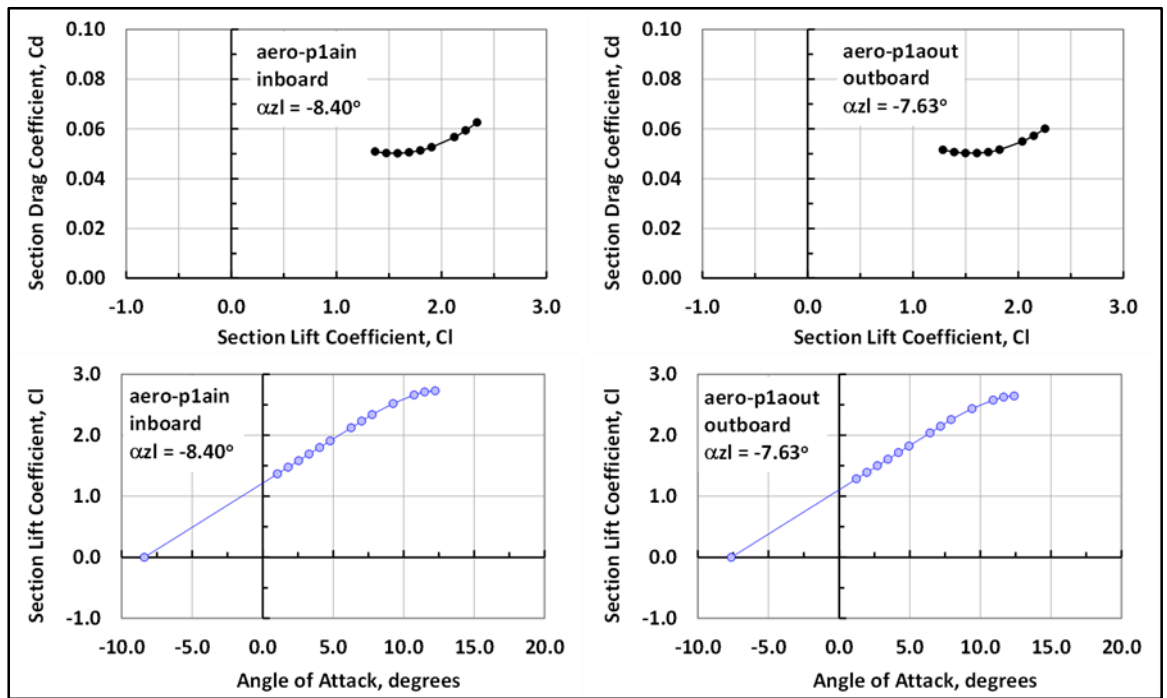 Section Drag Coefficient, Cd
0.10
0.08
0.06
0.04
0.02
0.00
aero-p1ain
inboard
αzl = -8.40°
-1.0 0.0 1.0 2.0 3.0
Section Lift Coefficient, Cl
Section Drag Coefficient, Cd
0.10
0.08
0.06
0.04
0.02
0.00
aero-p1aout
outboard
αzl = -7.63°
-1.0 0.0 1.0 2.0 3.0
Section Lift Coefficient, Cl
Section Lift Coefficient, Cl
3.0
2.0
1.0
0.0
-1.0
aero-p1ain
inboard
αzl = -8.40°
-10.0 -5.0 0.0 5.0 10.0 15.0 20.0
Angle of Attack, degrees
Section Lift Coefficient, Cl
3.0
2.0
1.0
0.0
-1.0
aero-p1aout
outboard
αzl = -7.63°
-10.0 -5.0 0.0 5.0 10.0 15.0 20.0
Angle of Attack, degrees